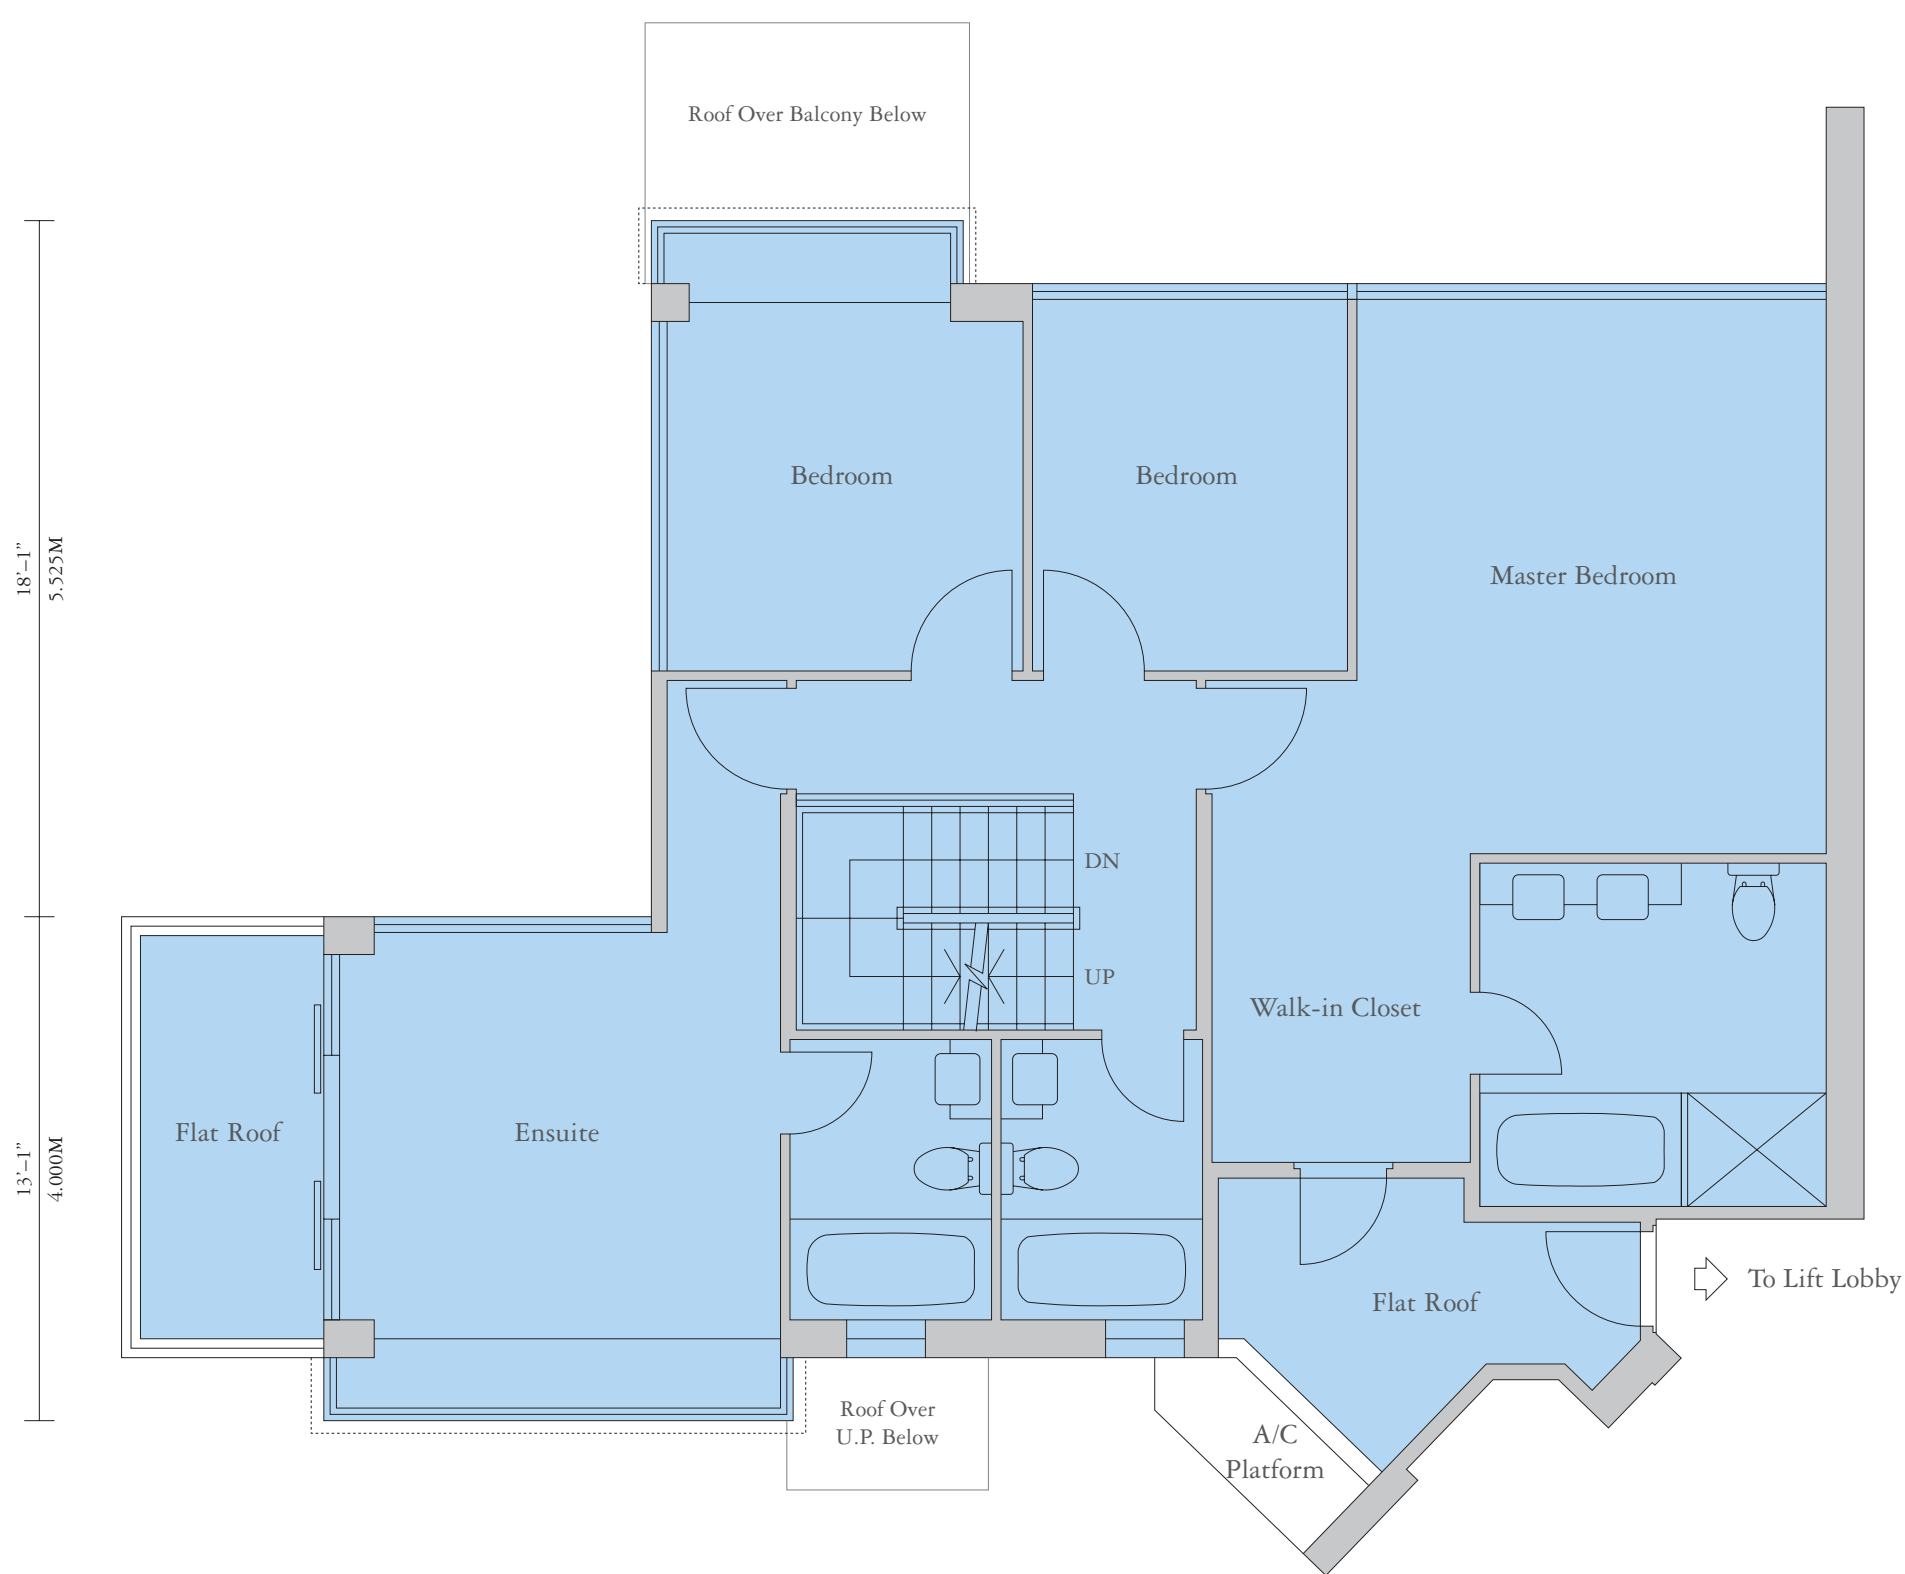 Roof Over Balcony Below
18’–1”
5.525M
Bedroom
Bedroom
Master Bedroom
DN
UP
Walk-in Closet
13’–1”
4.000M
Flat Roof
Ensuite
Flat Roof
To Lift Lobby
Roof Over
U.P. Below
A/C
Platform